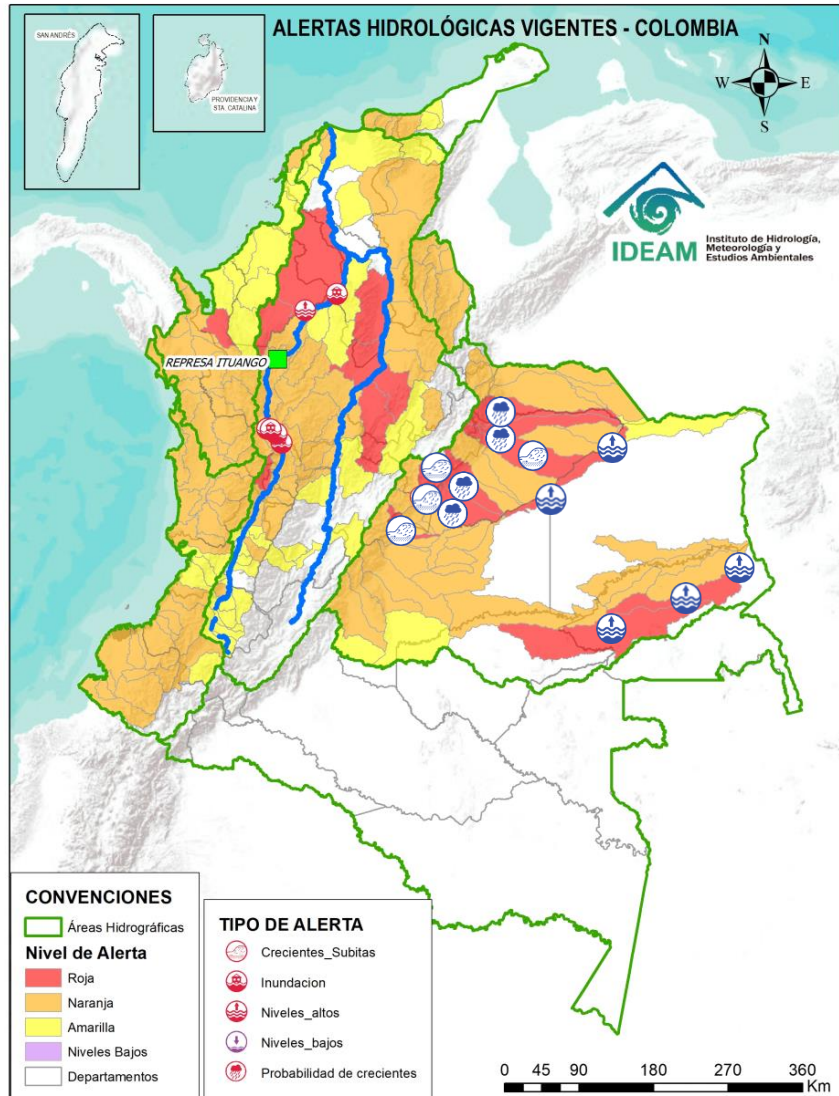 ALERTAS HIDROLÓGICAS VIGENTES - COLOMBIA
SAN ANDRÉS
PROVIDENCIA Y
STA. CATALINA
N
W
E
S
IDEAM
Instituto de Hidrología,
Meteorología y
Estudios Ambientales
REPRESA ITUANGO
CONVENCIONES
Áreas Hidrográficas
Nivel de Alerta
Roja
Naranja
Amarilla
Niveles Bajos
Departamentos
TIPO DE ALERTA
Crecientes_Subitas
Inundacion
Niveles_altos
Niveles_bajos
Probabilidad de crecientes
0 45 90 180 270 360
Km